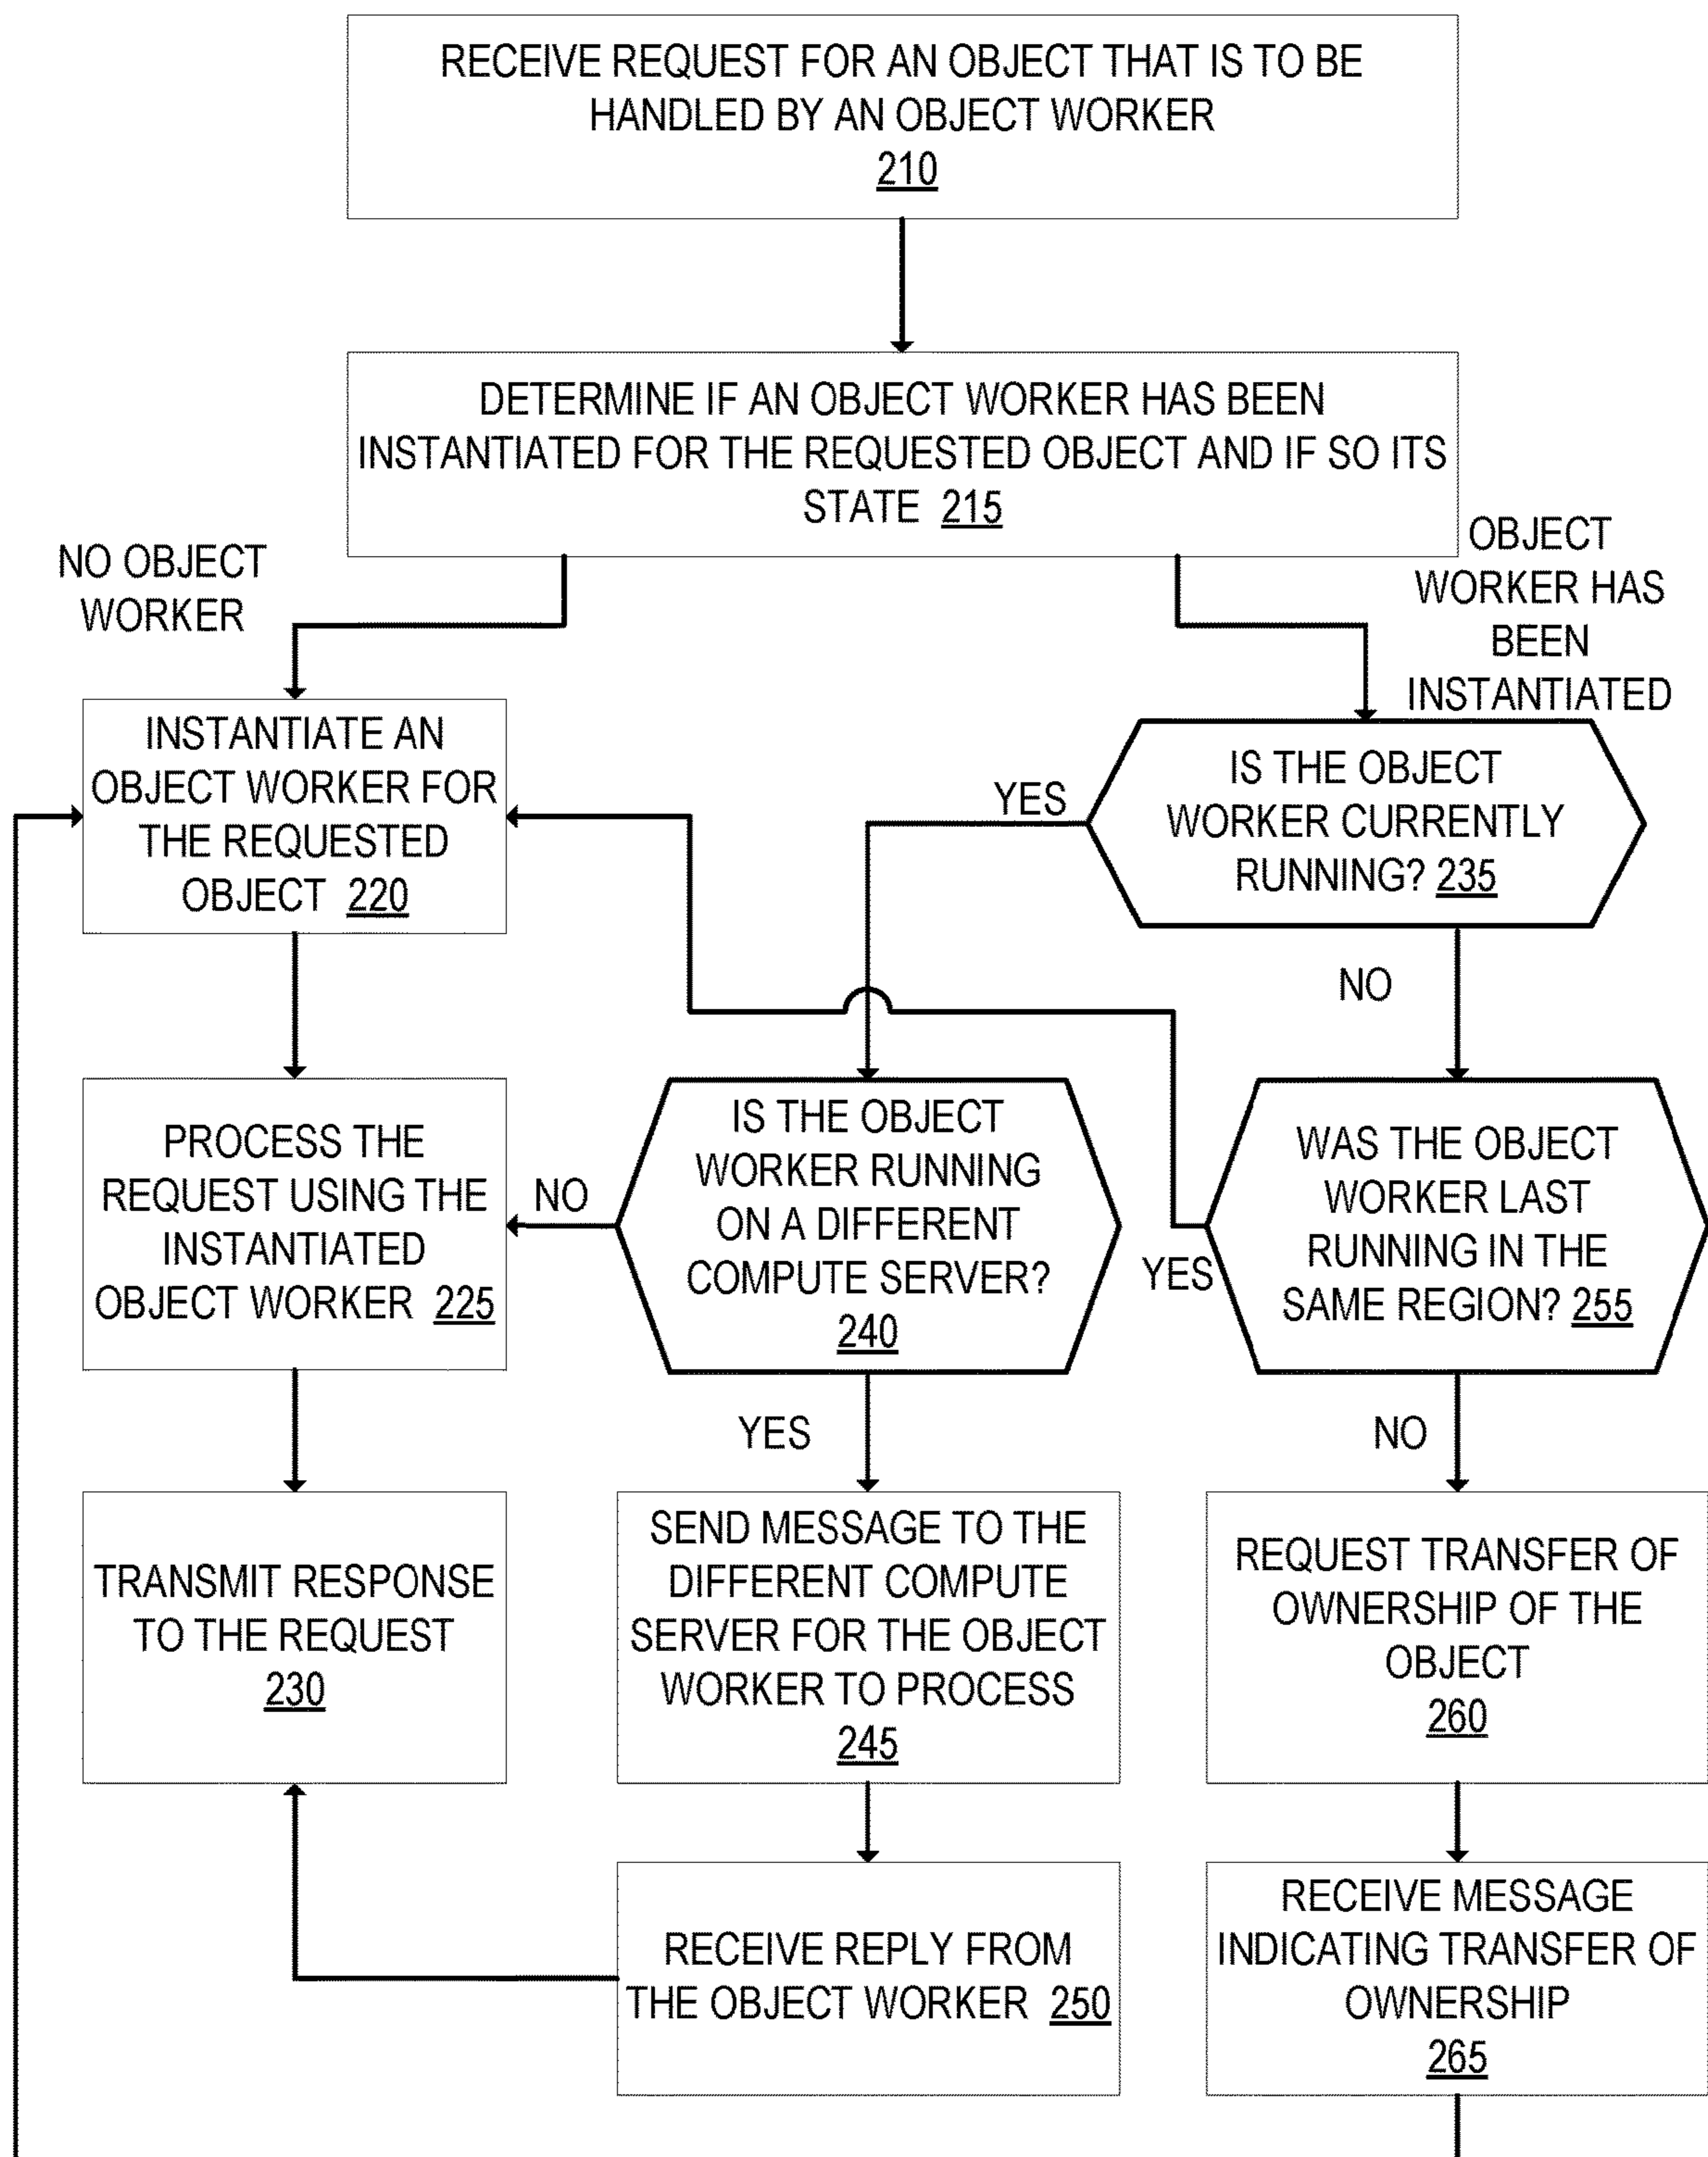 RECEIVE REQUEST FOR AN OBJECT THAT IS TO BE
HANDLED BY AN OBJECT WORKER
210
DETERMINE IF AN OBJECT WORKER HAS BEEN
INSTANTIATED FOR THE REQUESTED OBJECT AND IF SO ITS
STATE 215
NO OBJECT
WORKER
OBJECT
WORKER HAS
BEEN
INSTANTIATED
INSTANTIATE AN
OBJECT WORKER FOR
THE REQUESTED
OBJECT 220
YES
IS THE OBJECT
WORKER CURRENTLY
RUNNING? 235
NO
PROCESS THE
REQUEST USING THE
INSTANTIATED
OBJECT WORKER 225
NO
IS THE OBJECT
WORKER RUNNING
ON A DIFFERENT
COMPUTE SERVER?
240
YES
WAS THE OBJECT
WORKER LAST
RUNNING IN THE
SAME REGION? 255
YES
NO
TRANSMIT RESPONSE
TO THE REQUEST
230
SEND MESSAGE TO THE
DIFFERENT COMPUTE
SERVER FOR THE OBJECT
WORKER TO PROCESS
245
REQUEST TRANSFER OF
OWNERSHIP OF THE
OBJECT
260
RECEIVE REPLY FROM
THE OBJECT WORKER 250
RECEIVE MESSAGE
INDICATING TRANSFER OF
OWNERSHIP
265